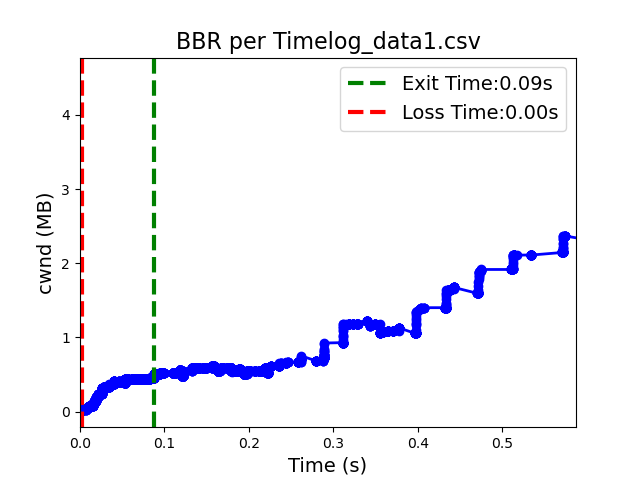 BBR per Timelog_data1.csv
Exit Time:0.09s
Loss Time:0.00s
cwnd (MB)
4
3
2
1
0
0.0 0.1 0.2 0.3 0.4 0.5
Time (s)